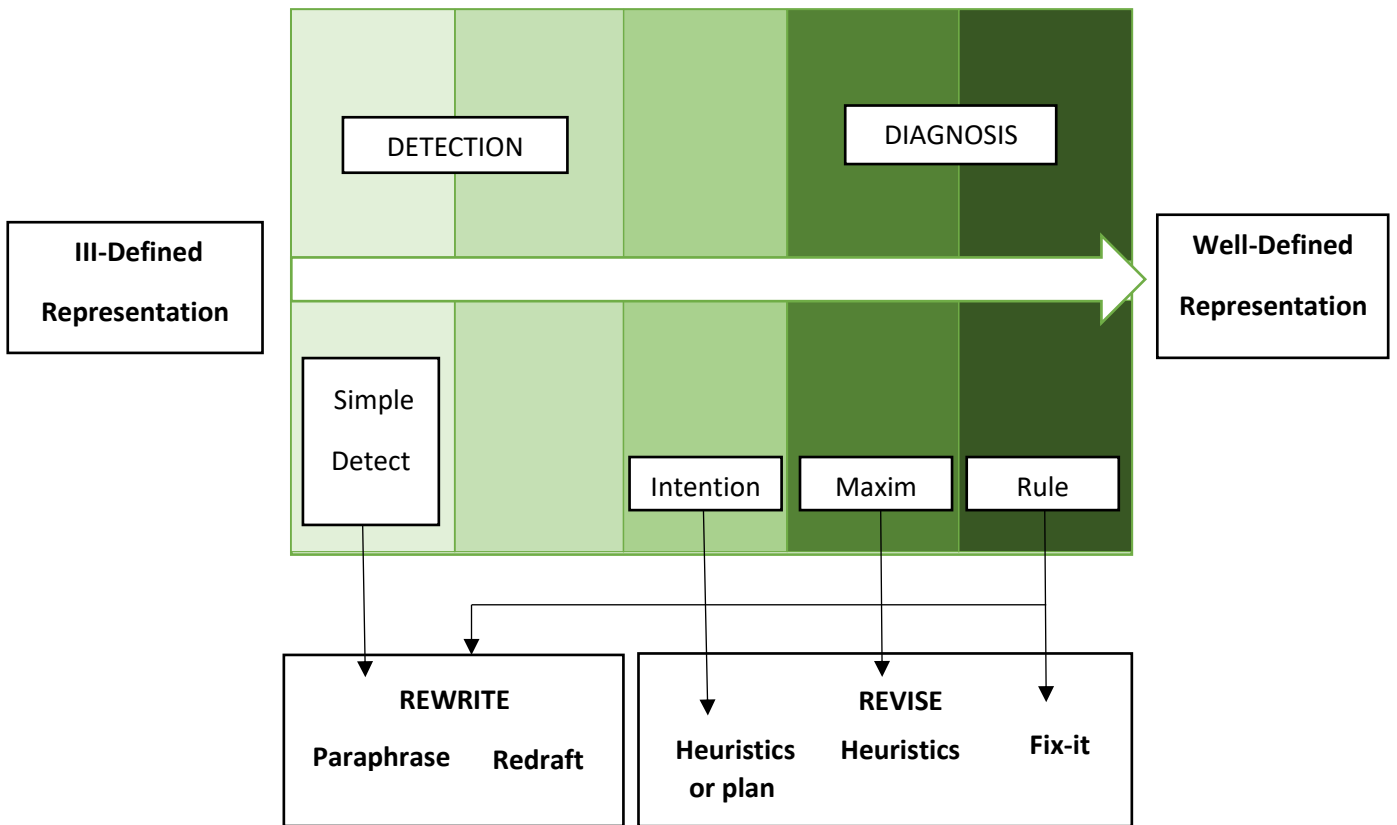 DETECTION
DIAGNOSIS
III-Defined
Representation
Well-Defined
Representation
Simple
Detect
Intention
Maxim
Rule
REWRITE
Paraphrase
Redraft
REVISE
Heuristics
or plan
Heuristics
Fix-it